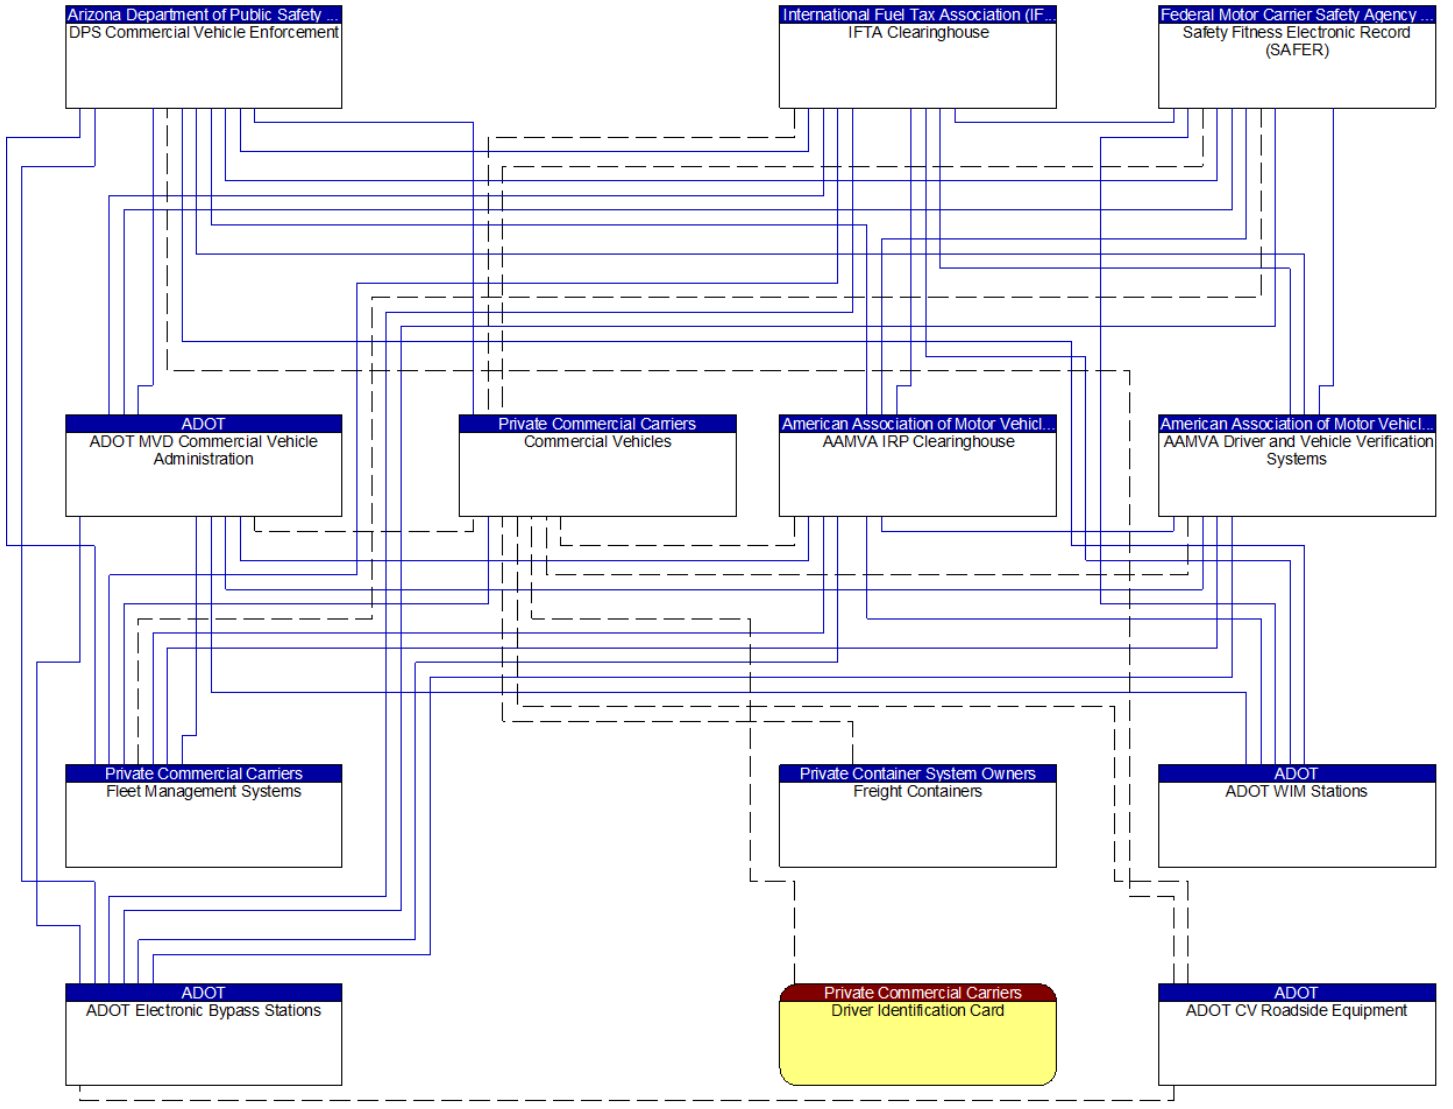 Arizona Department of Public Safety ...
DPS Commercial Vehicle Enforcement
International Fuel Tax Association (IF...
IFTA Clearinghouse
Federal Motor Carrier Safety Agency ...
Safety Fitness Electronic Record
(SAFER)
ADOT
ADOT MVD Commercial Vehicle
Administration
Private Commercial Carriers
Commercial Vehicles
American Association of Motor Vehicl...
AAMVA IRP Clearinghouse
American Association of Motor Vehicl...
AAMVA Driver and Vehicle Verification
Systems
Private Commercial Carriers
Fleet Management Systems
Private Container System Owners
Freight Containers
ADOT
ADOT WIM Stations
ADOT
ADOT Electronic Bypass Stations
Private Commercial Carriers
Driver Identification Card
ADOT
ADOT CV Roadside Equipment